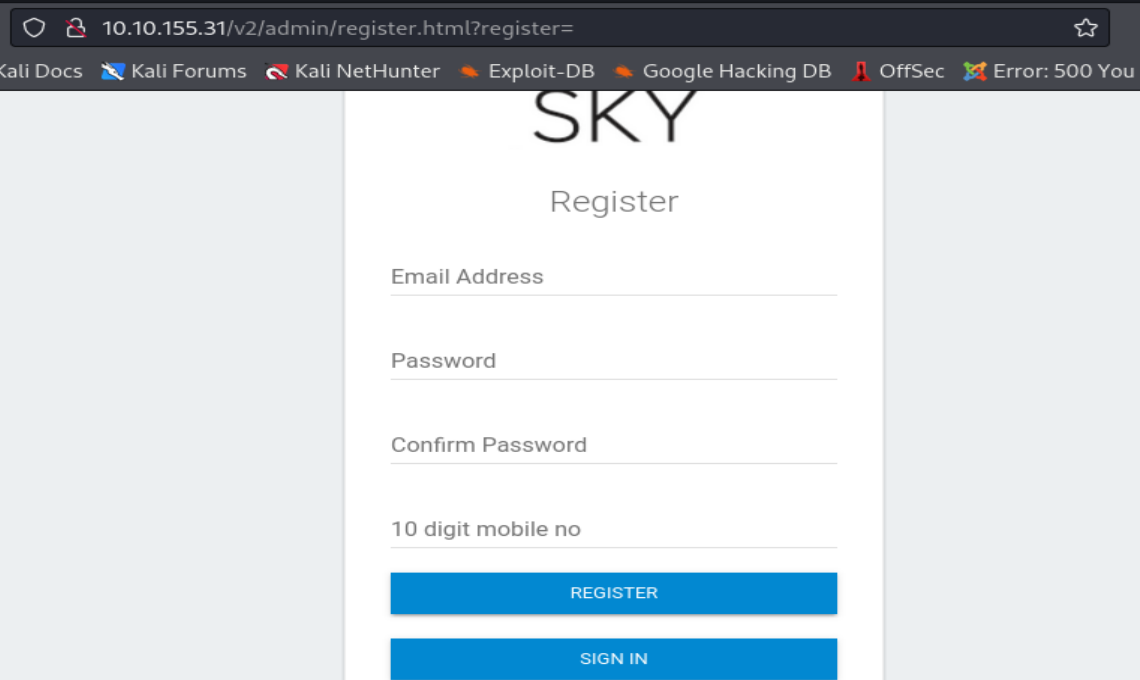 10.10.155.31/v2/admin/register.html?register=
Kali Docs Kali Forums Kali NetHunter Exploit-DB Google Hacking DB OffSec Error: 500 You
SKY
Register
Email Address
Password
Confirm Password
10 digit mobile no
REGISTER
SIGN IN